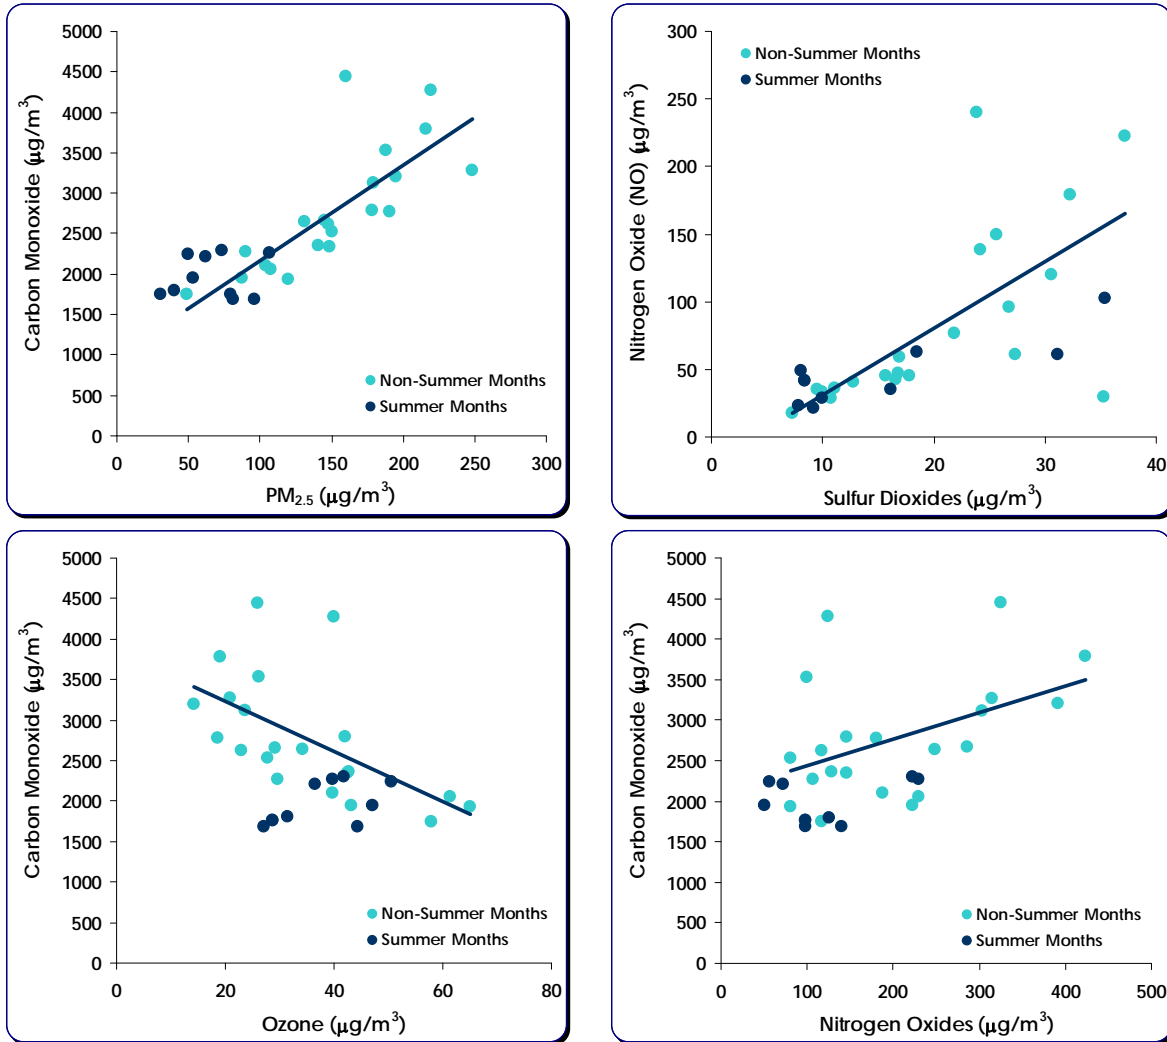 5000
4500
4000
3500
3000
2500
2000
1500
1000
500
0
Carbon Monoxide (μg/m³)
Non-Summer Months
Summer Months
0 50 100 150 200 250 300
PM₂.₅ (μg/m³)
300
250
200
150
100
50
0
Nitrogen Oxide (NO) (μg/m³)
Non-Summer Months
Summer Months
0 10 20 30 40
Sulfur Dioxides (μg/m³)
5000
4500
4000
3500
3000
2500
2000
1500
1000
500
0
Carbon Monoxide (μg/m³)
Non-Summer Months
Summer Months
0 20 40 60 80
Ozone (μg/m³)
5000
4500
4000
3500
3000
2500
2000
1500
1000
500
0
Carbon Monoxide (μg/m³)
Non-Summer Months
Summer Months
0 100 200 300 400 500
Nitrogen Oxides (μg/m³)